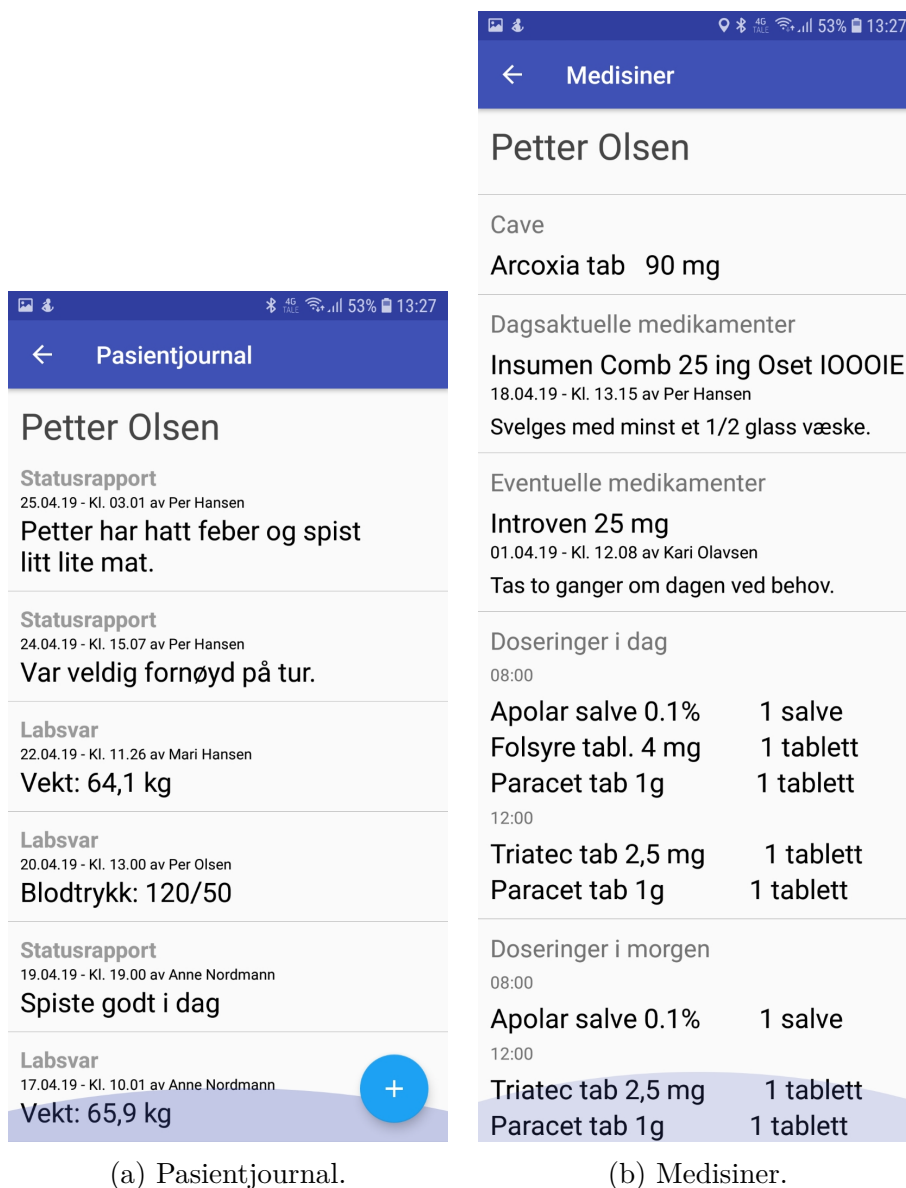 53% 13:27
Pasientjournal
Petter Olsen
Statusrapport
25.04.19 - Kl. 03.01 av Per Hansen
Petter har hatt feber og spist
litt lite mat.
Statusrapport
24.04.19 - Kl. 15.07 av Per Hansen
Var veldig fornøyd på tur.
Labsvar
22.04.19 - Kl. 11.26 av Mari Hansen
Vekt: 64,1 kg
Labsvar
20.04.19 - Kl. 13.00 av Per Olsen
Blodtrykk: 120/50
Statusrapport
19.04.19 - Kl. 19.00 av Anne Nordmann
Spiste godt i dag
Labsvar
17.04.19 - Kl. 10.01 av Anne Nordmann
Vekt: 65,9 kg
+
(a) Pasientjournal.
4G TALE 53% 13:27
Medisiner
Petter Olsen
Cave
Arcoxia tab 90 mg
Dagsaktuelle medikamenter
Insumen Comb 25 ing Oset IOOOIE
18.04.19 - Kl. 13.15 av Per Hansen
Svelges med minst et 1/2 glass væske.
Eventuelle medikamenter
Introven 25 mg
01.04.19 - Kl. 12.08 av Kari Olavsen
Tas to ganger om dagen ved behov.
Doseringer i dag
08:00
Apolar salve 0.1% 1 salve
Folsyre tabl. 4 mg 1 tablett
Paracet tab 1g 1 tablett
12:00
Triatec tab 2,5 mg 1 tablett
Paracet tab 1g 1 tablett
Doseringer i morgen
08:00
Apolar salve 0.1% 1 salve
12:00
Triatec tab 2,5 mg 1 tablett
Paracet tab 1g 1 tablett
(b) Medisiner.